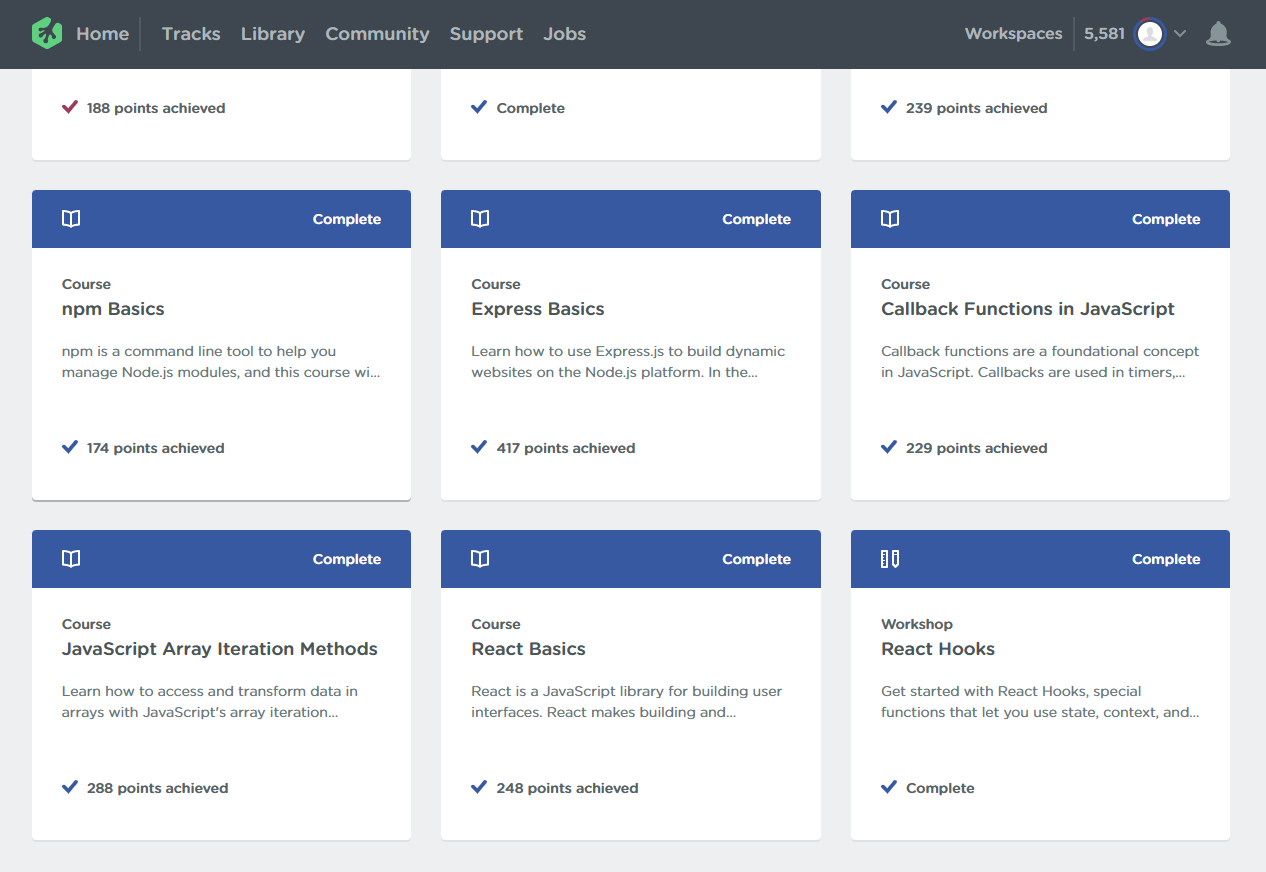 Home Tracks Library Community Support Jobs Workspaces 5,581
188 points achieved
Complete
239 points achieved
Complete
Course
npm Basics
npm is a command line tool to help you
manage Node.js modules, and this course wi...
174 points achieved
Complete
Course
Express Basics
Learn how to use Express.js to build dynamic
websites on the Node.js platform. In the...
417 points achieved
Complete
Course
Callback Functions in JavaScript
Callback functions are a foundational concept
in JavaScript. Callbacks are used in timers,...
229 points achieved
Complete
Course
JavaScript Array Iteration Methods
Learn how to access and transform data in
arrays with JavaScript's array iteration...
288 points achieved
Complete
Course
React Basics
React is a JavaScript library for building user
interfaces. React makes building and...
248 points achieved
Complete
Workshop
React Hooks
Get started with React Hooks, special
functions that let you use state, context, and...
Complete